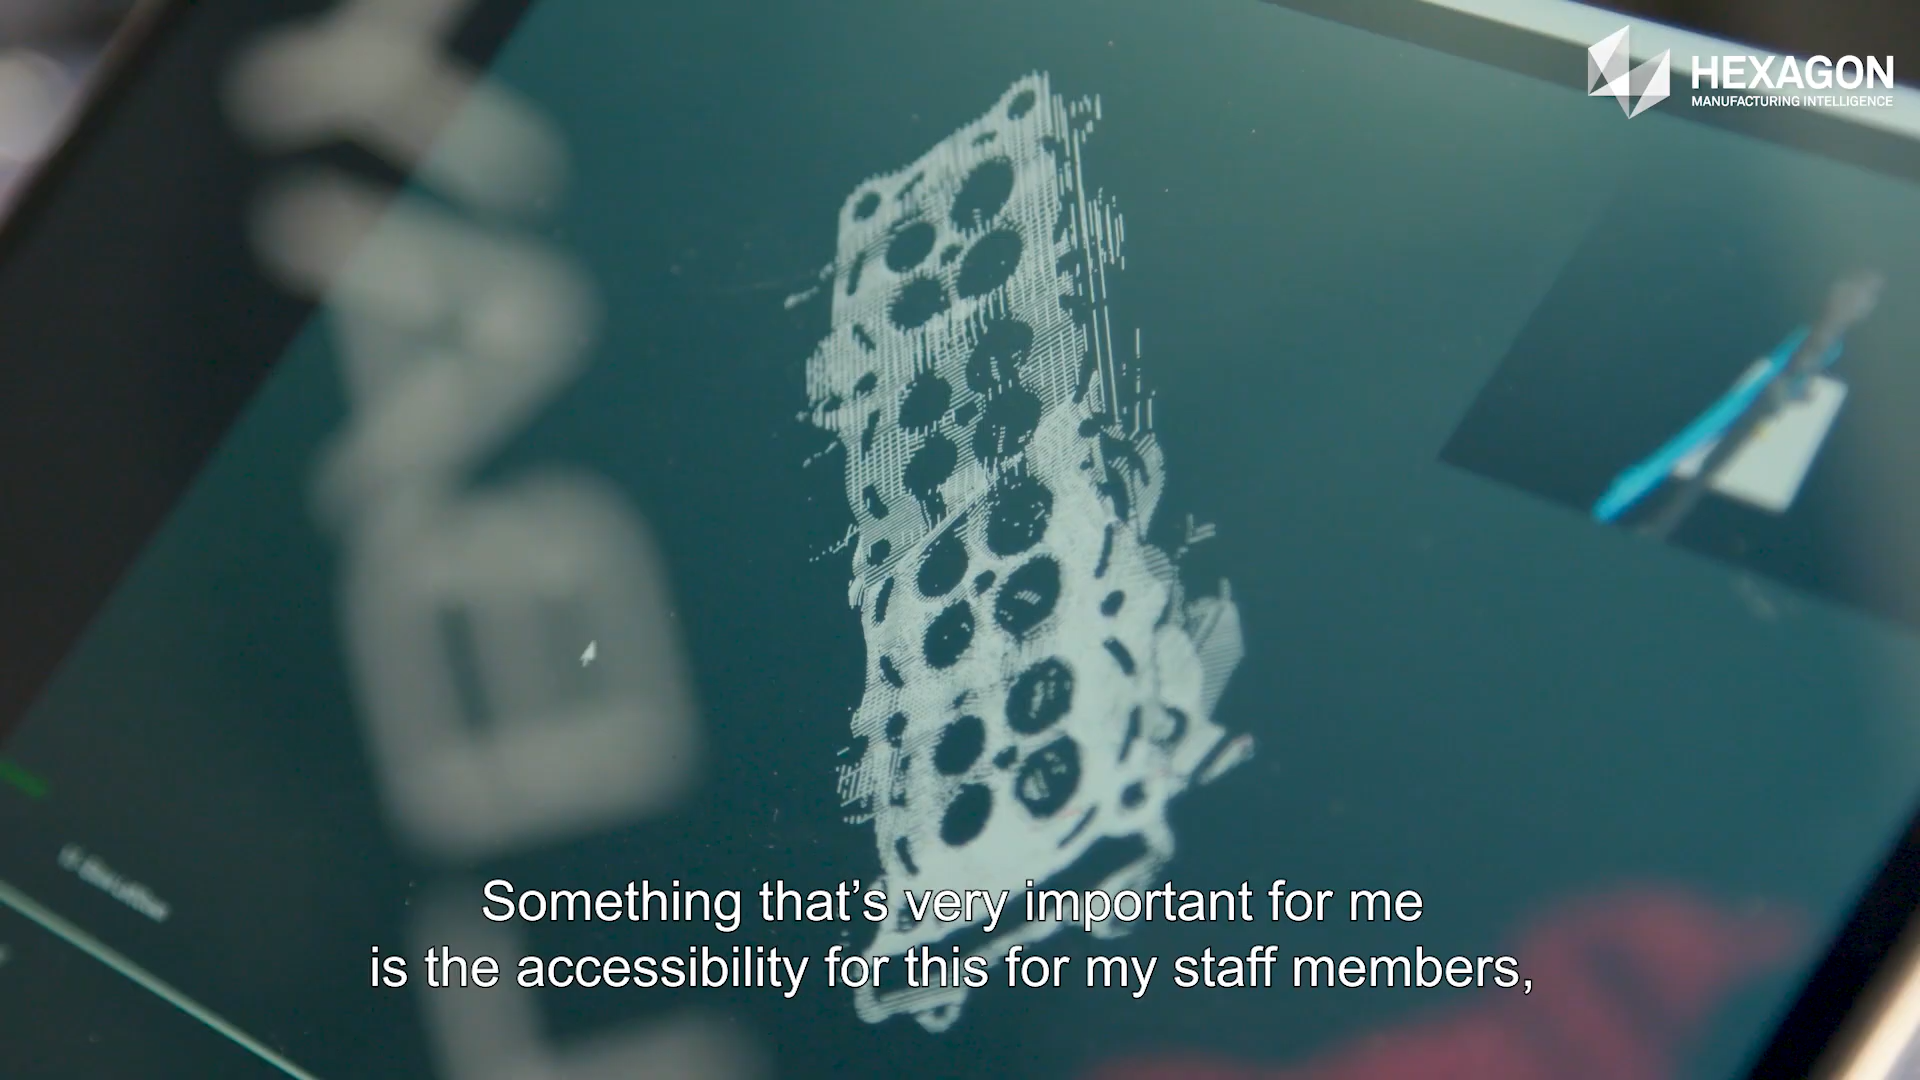 HEXAGON
MANUFACTURING INTELLIGENCE
Something that’s very important for me
is the accessibility for this for my staff members,